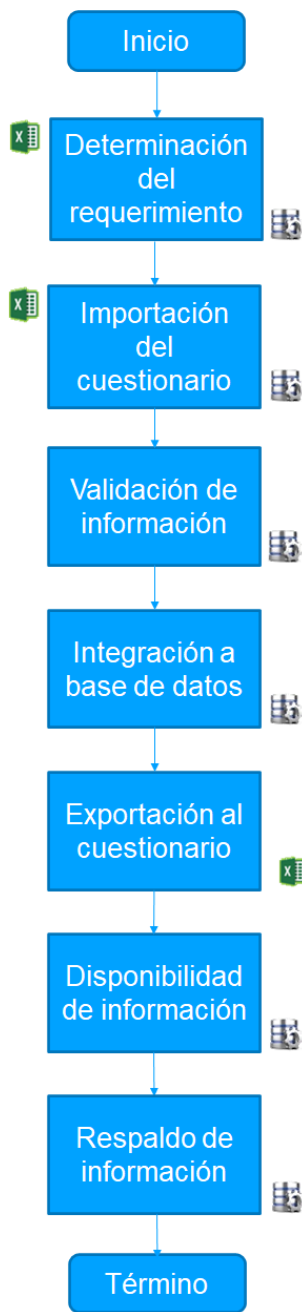 Inicio
Determinación
del
requerimiento
Importación
del
cuestionario
Validación de
información
Integración a
base de datos
Exportación al
cuestionario
Disponibilidad
de información
Respaldo de
información
Término